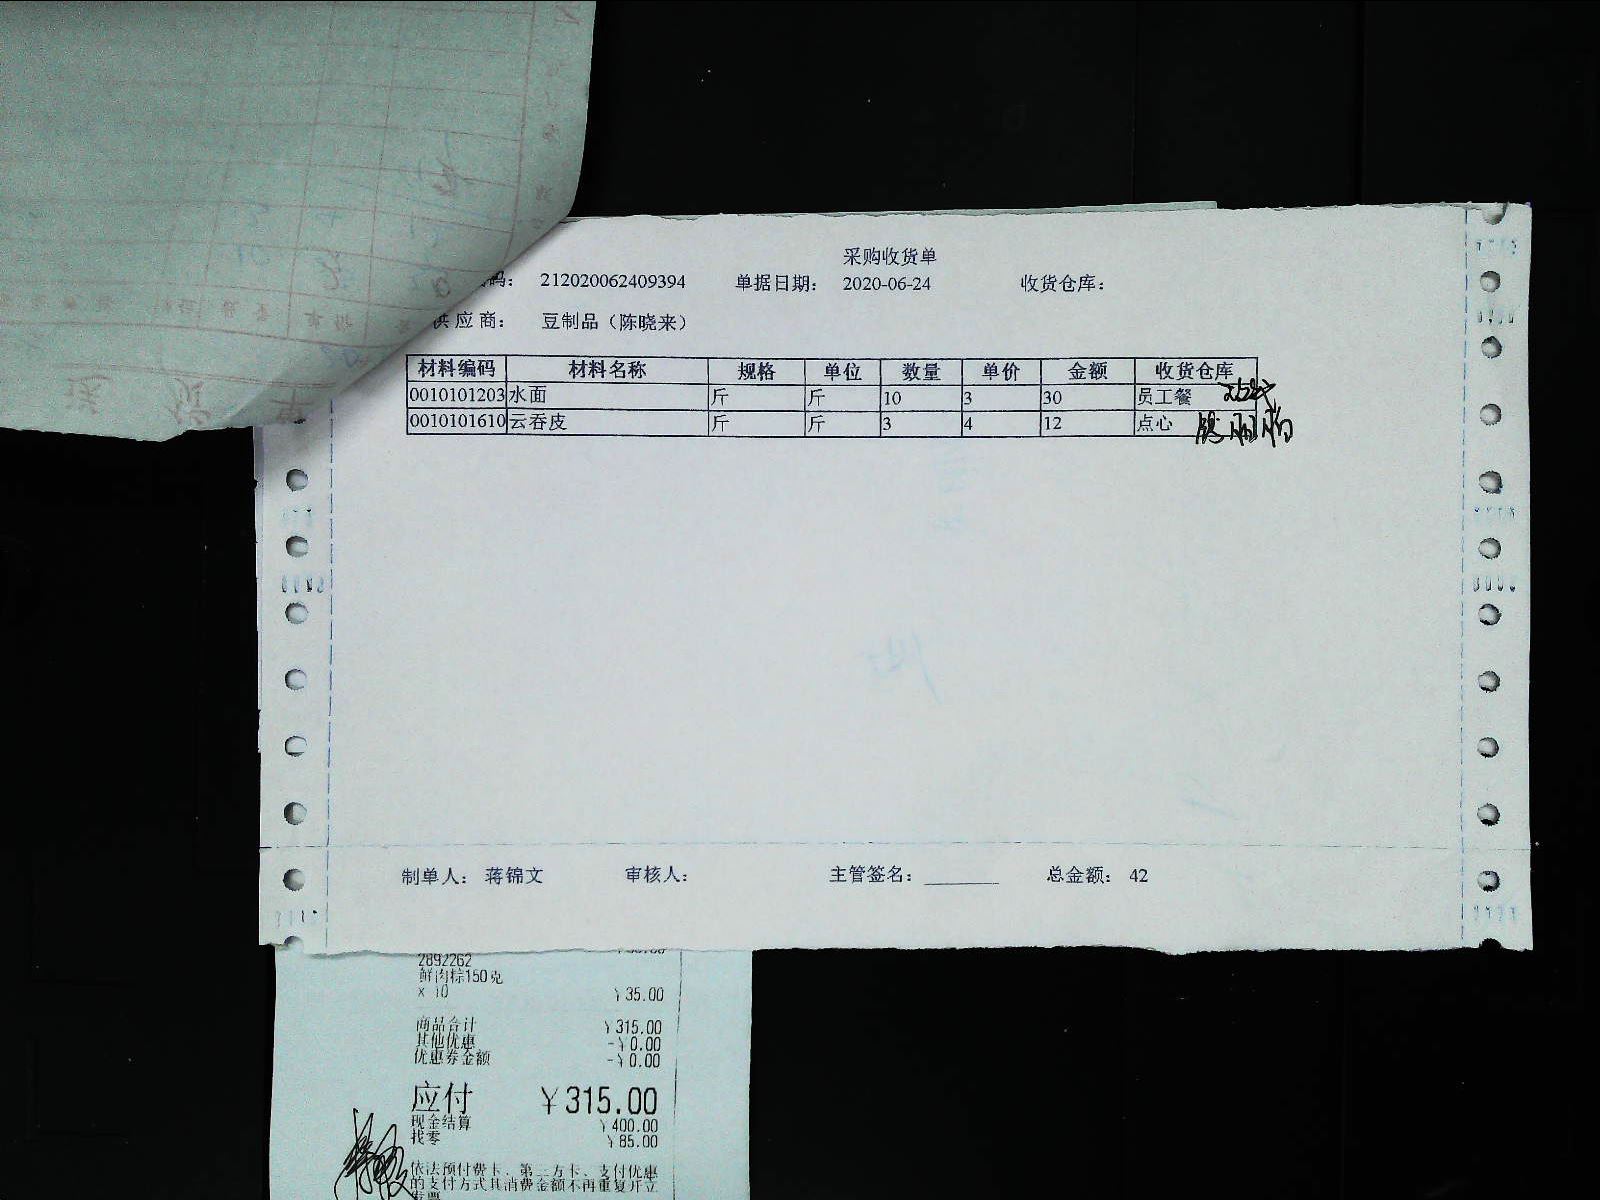 采购收货单
码： 212020062409394 单据日期： 2020-06-24 收货仓库：
供应商： 豆制品（陈晓来）
材料编码 材料名称 规格 单位 数量 单价 金额 收货仓库
0010101203 水面 斤 斤 10 3 30 员工餐
0010101610 云吞皮 斤 斤 3 4 12 点心
制单人： 蒋锦文 审核人： 主管签名： 总金额： 42
2892262
鲜肉粽150克
x 10 ¥35.00
商品合计 ¥315.00
其他优惠 -¥0.00
优惠券金额 -¥0.00
应付 ¥315.00
现金结算 ¥400.00
找零 ¥85.00
依法预付费卡、第三方卡、支付优惠
的支付方式其消费金额不再重复开立
发票